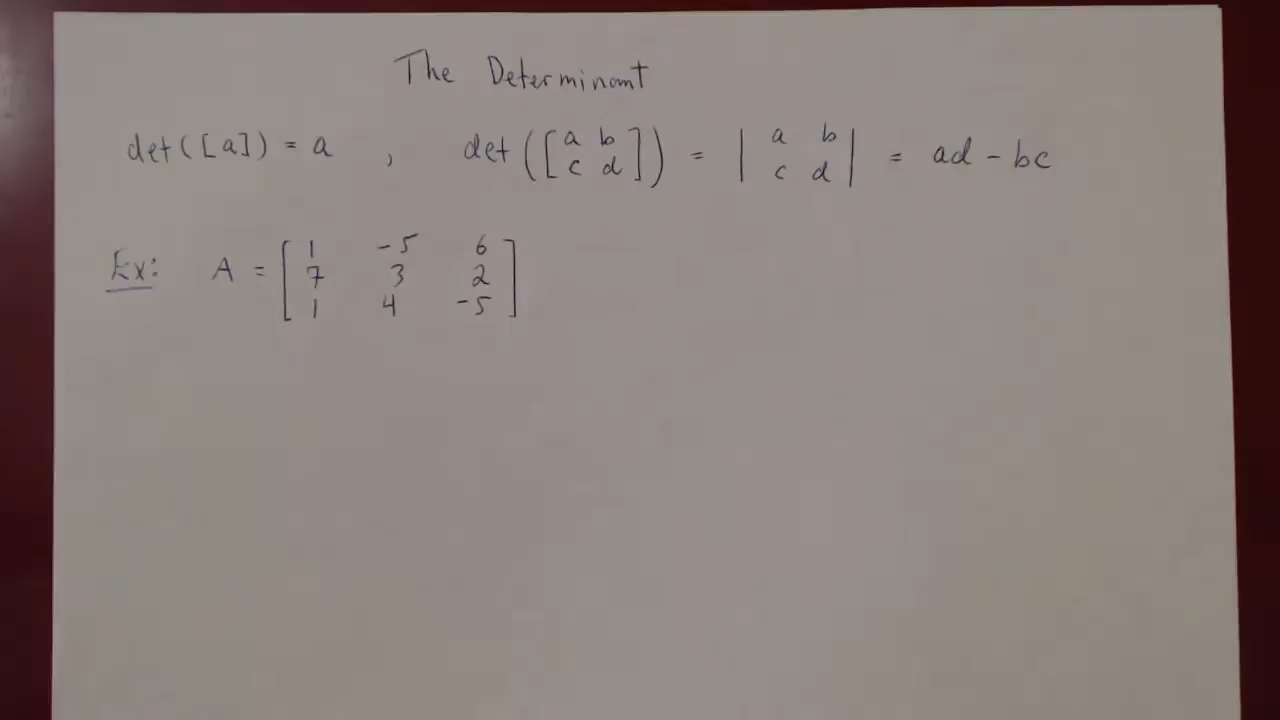 The Determinant
det([a]) = a , det([a b c d]) = |a b c d| = ad - bc
Ex: A = [1 -5 6
7 3 2
1 4 -5]